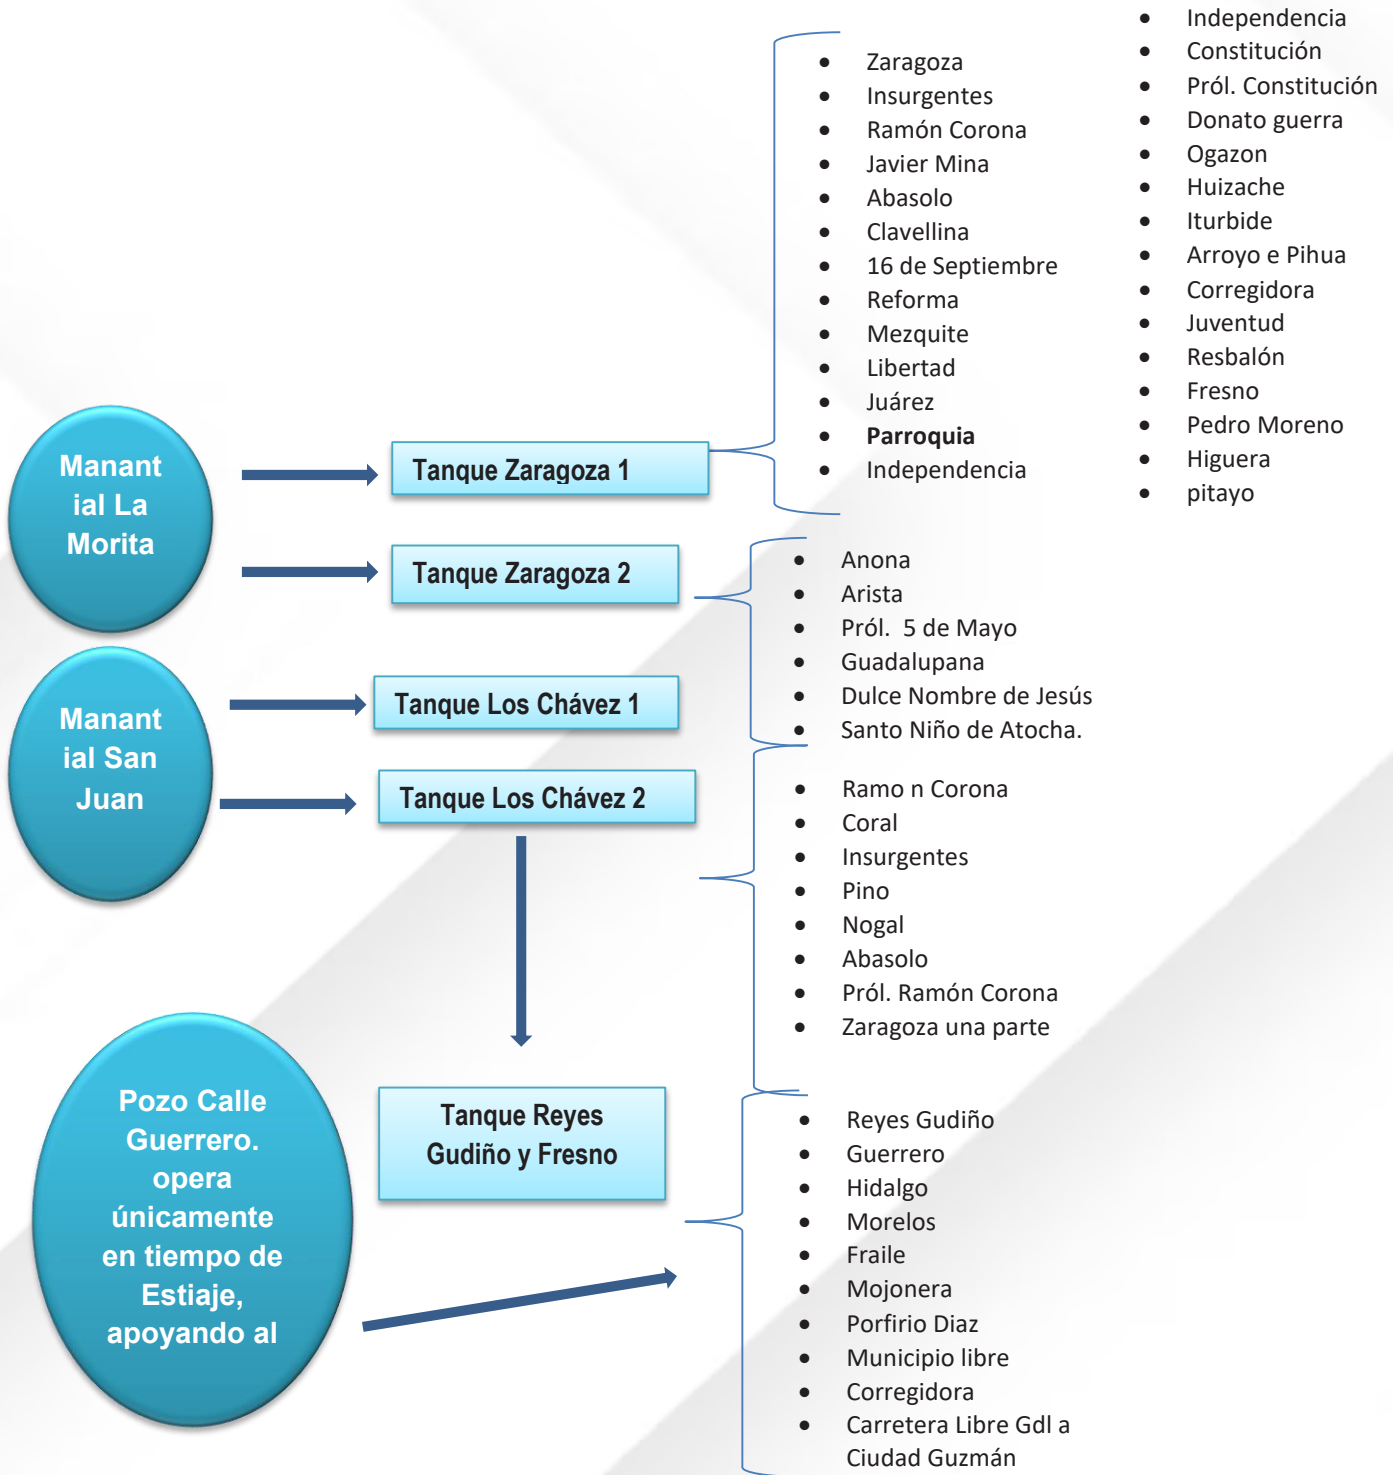 Manant
ial La
Morita
Manant
ial San
Juan
Pozo Calle
Guerrero.
opera
únicamente
en tiempo de
Estiaje,
apoyando al
Tanque Zaragoza 1
Tanque Zaragoza 2
Tanque Los Chávez 1
Tanque Los Chávez 2
Tanque Reyes
Gudiño y Fresno
• Zaragoza
• Insurgentes
• Ramón Corona
• Javier Mina
• Abasolo
• Clavellina
• 16 de Septiembre
• Reforma
• Mezquite
• Libertad
• Juárez
• Parroquia
• Independencia
• Independencia
• Constitución
• Pról. Constitución
• Donato guerra
• Ogazon
• Huizache
• Iturbide
• Arroyo e Pihua
• Corregidora
• Juventud
• Resbalón
• Fresno
• Pedro Moreno
• Higuera
• pitayo
• Anona
• Arista
• Pról. 5 de Mayo
• Guadalupana
• Dulce Nombre de Jesús
• Santo Niño de Atocha.
• Ramo n Corona
• Coral
• Insurgentes
• Pino
• Nogal
• Abasolo
• Pról. Ramón Corona
• Zaragoza una parte
• Reyes Gudiño
• Guerrero
• Hidalgo
• Morelos
• Fraile
• Mojonera
• Porfirio Diaz
• Municipio libre
• Corregidora
• Carretera Libre Gdl a
Ciudad Guzmán